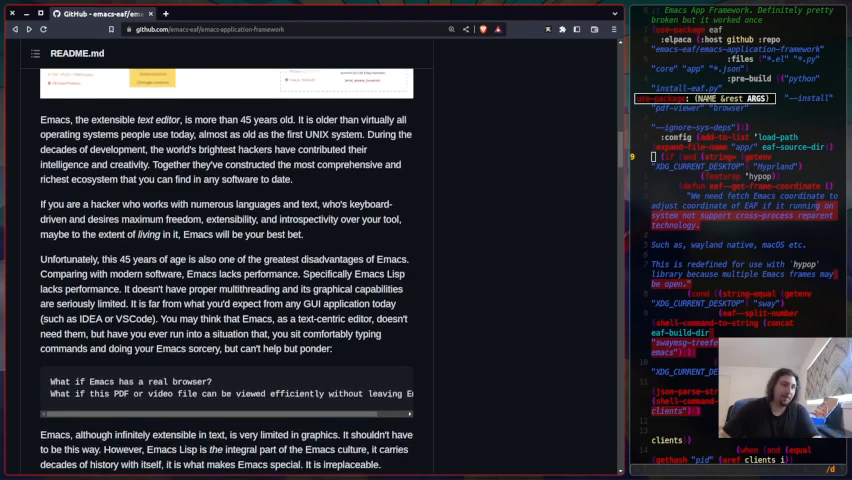 GitHub - emacs-eaf/ema
github.com/emacs-eaf/emacs-application-framework
README.md
Emacs, the extensible text editor, is more than 45 years old. It is older than virtually all
operating systems people use today, almost as old as the first UNIX system. During the
decades of development, the world's brightest hackers have contributed their
intelligence and creativity. Together they've constructed the most comprehensive and
richest ecosystem that you can find in any software to date.
If you are a hacker who works with numerous languages and text, who's keyboard-
driven and desires maximum freedom, extensibility, and introspectivity over your tool,
maybe to the extent of living in it, Emacs will be your best bet.
Unfortunately, this 45 years of age is also one of the greatest disadvantages of Emacs.
Comparing with modern software, Emacs lacks performance. Specifically Emacs Lisp
lacks performance. It doesn't have proper multithreading and its graphical capabilities
are seriously limited. It is far from what you'd expect from any GUI application today
(such as IDEA or VSCode). You may think that Emacs, as a text-centric editor, doesn't
need them, but have you ever run into a situation that, you sit comfortably typing
commands and doing your Emacs sorcery, but can't help but ponder:
What if Emacs has a real browser?
What if this PDF or video file can be viewed efficiently without leaving E
Emacs, although infinitely extensible in text, is very limited in graphics. It shouldn't have
to be this way. However, Emacs Lisp is the integral part of the Emacs culture, it carries
decades of history with itself, it is what makes Emacs special. It is irreplaceable.
;; Emacs App Framework. Definitely pretty
broken but it worked once
(use-package eaf
:elpaca (:host github :repo
"emacs-eaf/emacs-application-framework"
:files ("*.el" "*.py"
"core" "app" "*.json")
:pre-build (("python"
"install-eaf.py"
use-package: (NAME &rest ARGS) "--install"
"pdf-viewer" "browser"
"--ignore-sys-deps")))
:config (add-to-list 'load-path
(expand-file-name "app/" eaf-source-dir))
9 (if (and (string= (getenv
"XDG_CURRENT_DESKTOP") "Hyprland")
(featurep 'hypop))
(defun eaf--get-frame-coordinate ()
"We need fetch Emacs coordinate to
adjust coordinate of EAF if it running on
system not support cross-process reparent
technology.
Such as, wayland native, macOS etc.
This is redefined for use with `hypop'
library because multiple Emacs frames may
be open."
(cond ((string-equal (getenv
"XDG_CURRENT_DESKTOP") "sway")
(eaf--split-number
(shell-command-to-string (concat
eaf-build-dir
"swaymsg-treefe
emacs"))))
"XDG_CURRE
(json-parse-str
(shell-command
clients"))))
clients))
(when (and (equal
(gethash "pid" (aref clients i))
/d